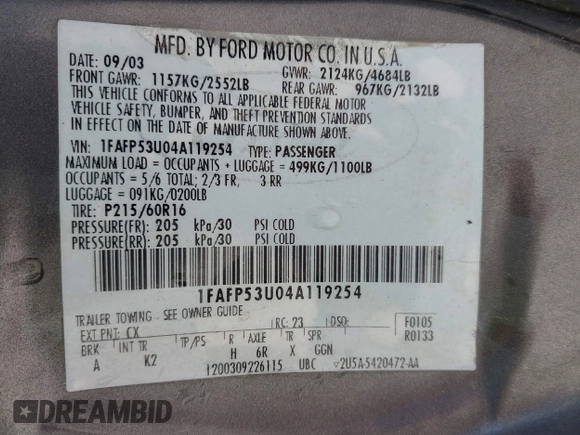 MFD. BY FORD MOTOR CO. IN U.S.A.
DATE: 09/03 GVWR: 2124KG/4684LB
FRONT GAWR: 1157KG/2552LB REAR GAWR: 967KG/2132LB
THIS VEHICLE CONFORMS TO ALL APPLICABLE FEDERAL MOTOR
VEHICLE SAFETY, BUMPER, AND THEFT PREVENTION STANDARDS
IN EFFECT ON THE DATE OF MANUFACTURE SHOWN ABOVE.
VIN: 1FAFP53U04A119254 TYPE: PASSENGER
MAXIMUM LOAD = OCCUPANTS + LUGGAGE = 499KG/1100LB
OCCUPANTS = 5/6 TOTAL; 2/3 FR, 3 RR
LUGGAGE = 091KG/0200LB
TIRE: P215/60R16
PRESSURE(FR): 205 kPa/30 PSI COLD
PRESSURE(RR): 205 kPa/30 PSI COLD
1FAFP53U04A119254
TRAILER TOWING - SEE OWNER GUIDE
EXT PNT: CX RC: 23 DSO: F0105
BRK INT TR TP/PS R AXLE TR SPR R0133
A K2 H 6R X GGN
1200309226115 UBC V2U5A-5420472-AA
DREAMBID